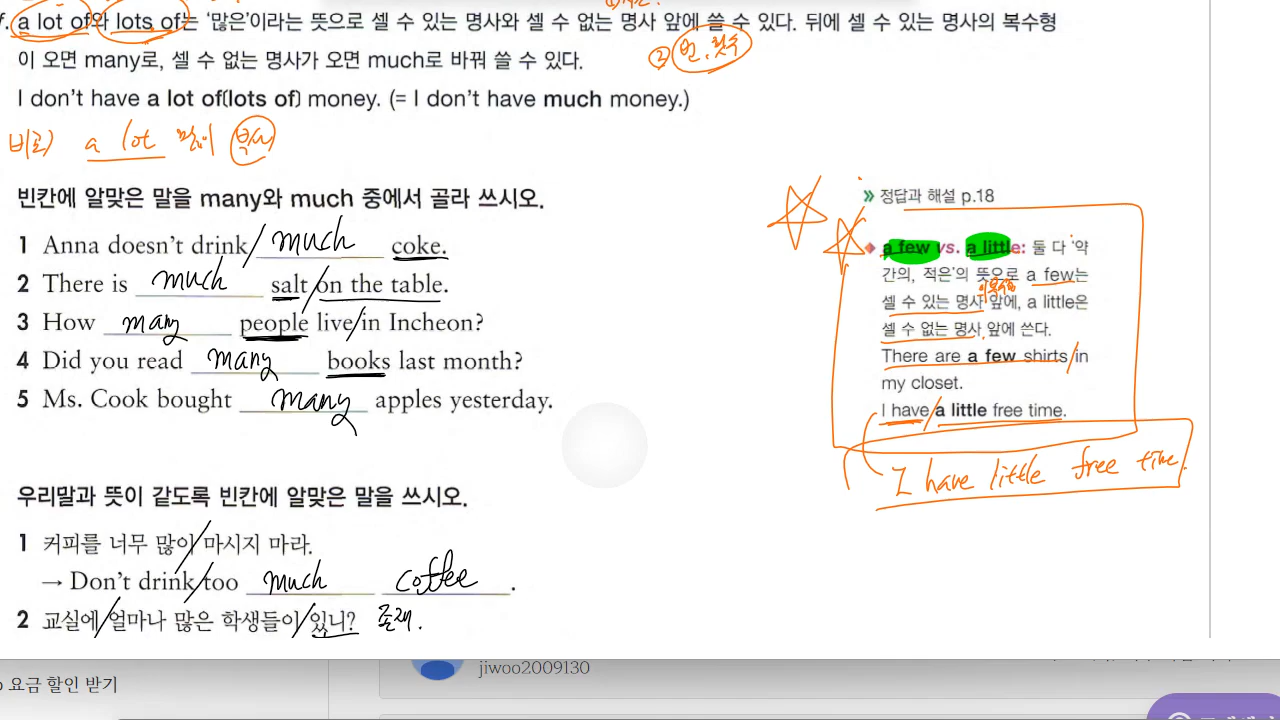 a lot of와 lots of는 ‘많은’이라는 뜻으로 셀 수 있는 명사와 셀 수 없는 명사 앞에 쓸 수 있다. 뒤에 셀 수 있는 명사의 복수형
이 오면 many로, 셀 수 없는 명사가 오면 much로 바꿔 쓸 수 있다.
②
I don't have a lot of(lots of) money. (= I don't have much money.)
비교) a lot 많이 부사
빈칸에 알맞은 말을 many와 much 중에서 골라 쓰시오.
1 Anna doesn't drink / much coke.
2 There is much salt / on the table.
3 How many people live / in Incheon?
4 Did you read many books last month?
5 Ms. Cook bought many apples yesterday.
» 정답과 해설 p.18
a few vs. a little: 둘 다 ‘약
간의, 적은’의 뜻으로 a few는
셀 수 있는 명사 앞에, a little은
셀 수 없는 명사 앞에 쓴다.
There are a few shirts / in
my closet.
I have / a little free time.
I have little free time.
우리말과 뜻이 같도록 빈칸에 알맞은 말을 쓰시오.
1 커피를 너무 많이 / 마시지 마라.
→ Don't drink / too much coffee.
2 교실에 / 얼마나 많은 학생들이 / 있니? 존재.
jiwoo2009130
요금 할인 받기